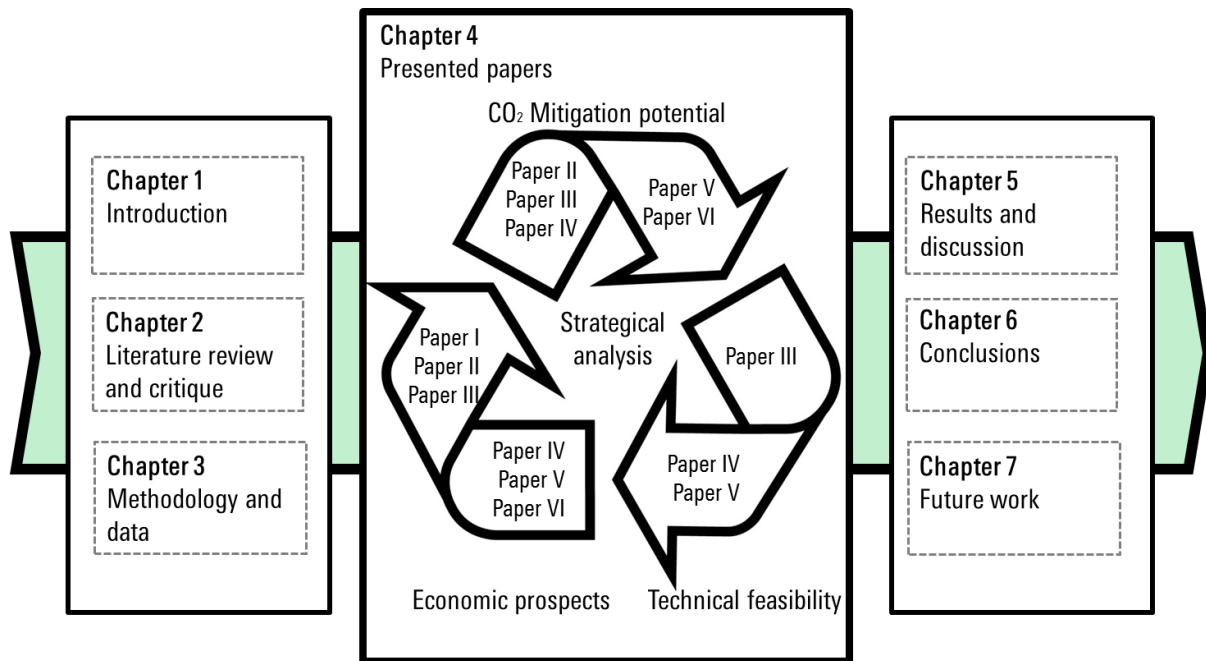 Chapter 1
Introduction
Chapter 2
Literature review
and critique
Chapter 3
Methodology and
data
Chapter 4
Presented papers
CO₂ Mitigation potential
Paper II
Paper III
Paper IV
Paper V
Paper VI
Strategical
analysis
Paper I
Paper II
Paper III
Paper III
Paper IV
Paper V
Paper VI
Paper IV
Paper V
Economic prospects
Technical feasibility
Chapter 5
Results and
discussion
Chapter 6
Conclusions
Chapter 7
Future work